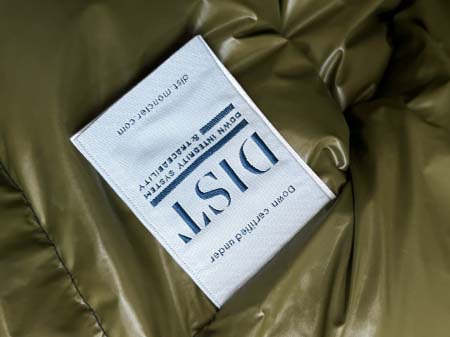 Down certified under
DIST
DOWN INTEGRITY SYSTEM
& TRACEABILITY
dist.moncler.com